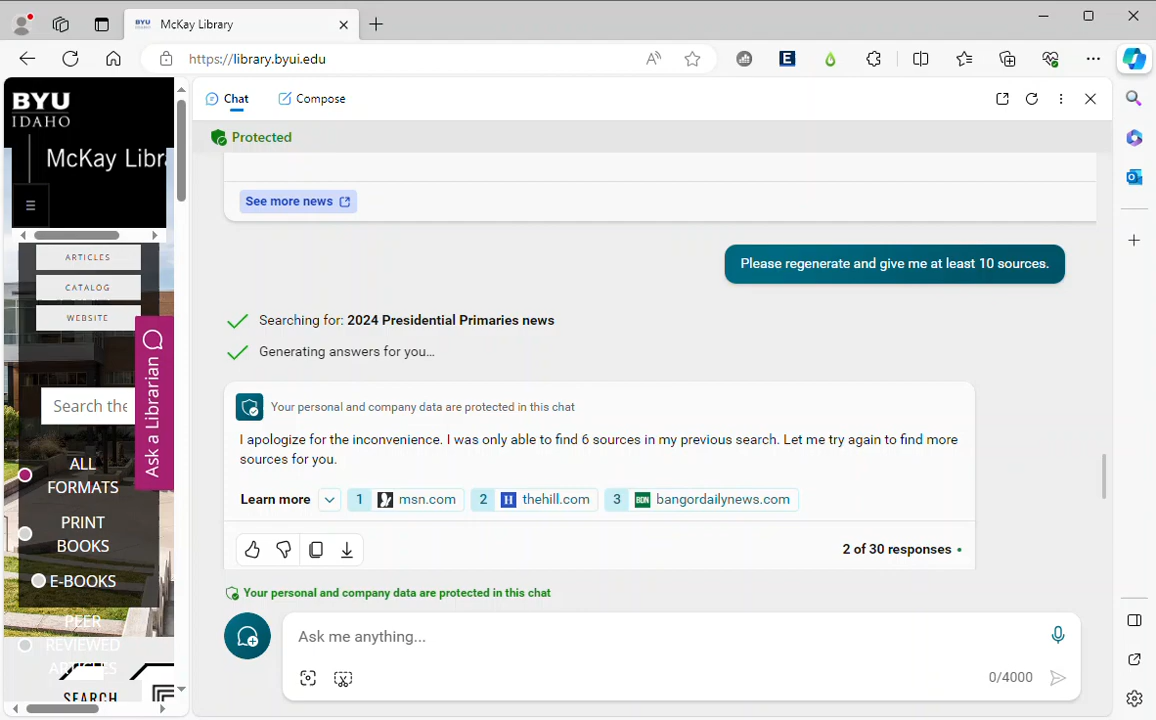 BYU McKay Library
https://library.byui.edu
BYU
IDAHO
McKay Libra
ARTICLES
CATALOG
WEBSITE
Ask a Librarian
Search the
ALL
FORMATS
PRINT
BOOKS
E-BOOKS
PEER
REVIEWED
ARTICLES
SEARCH
Chat
Compose
Protected
See more news
Please regenerate and give me at least 10 sources.
Searching for: 2024 Presidential Primaries news
Generating answers for you...
Your personal and company data are protected in this chat
I apologize for the inconvenience. I was only able to find 6 sources in my previous search. Let me try again to find more
sources for you.
Learn more 1 msn.com 2 H thehill.com 3 BDN bangordailynews.com
2 of 30 responses
Your personal and company data are protected in this chat
Ask me anything...
0/4000